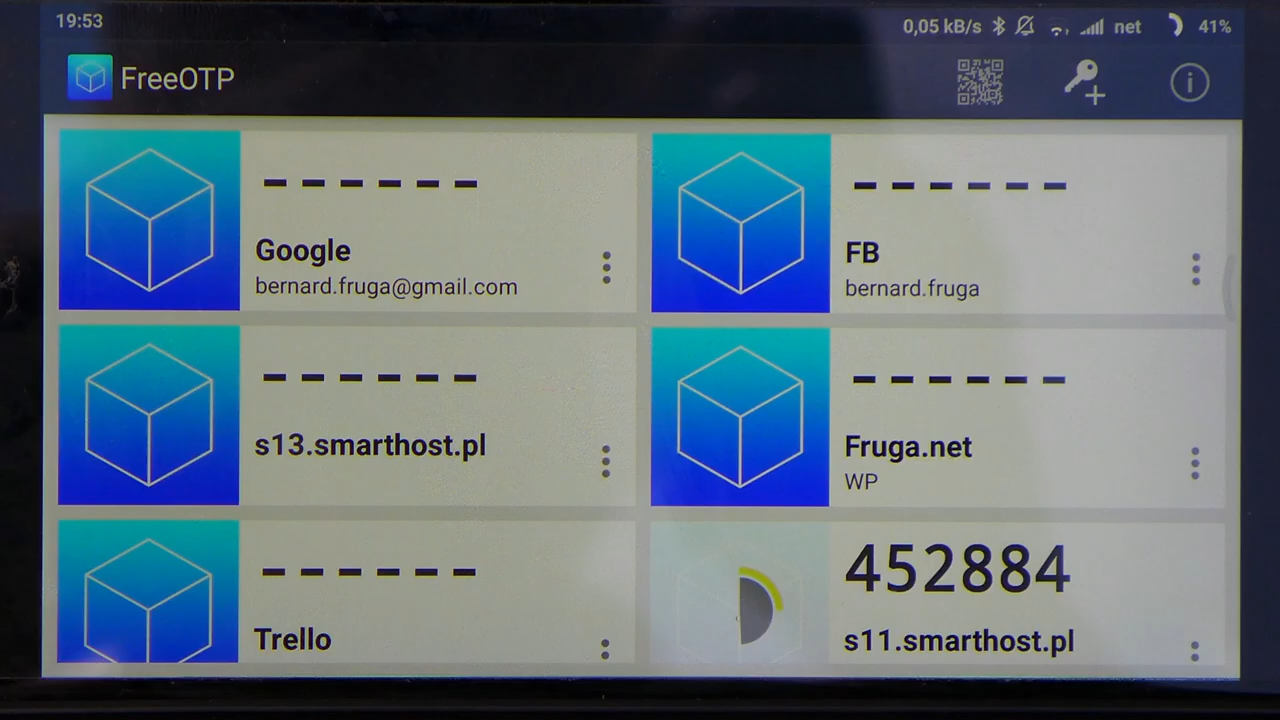 19:53
0,05 kB/s net 41%
FreeOTP
– – – – – –
Google
bernard.fruga@gmail.com
– – – – – –
FB
bernard.fruga
– – – – – –
s13.smarthost.pl
– – – – – –
Fruga.net
WP
– – – – – –
Trello
452884
s11.smarthost.pl